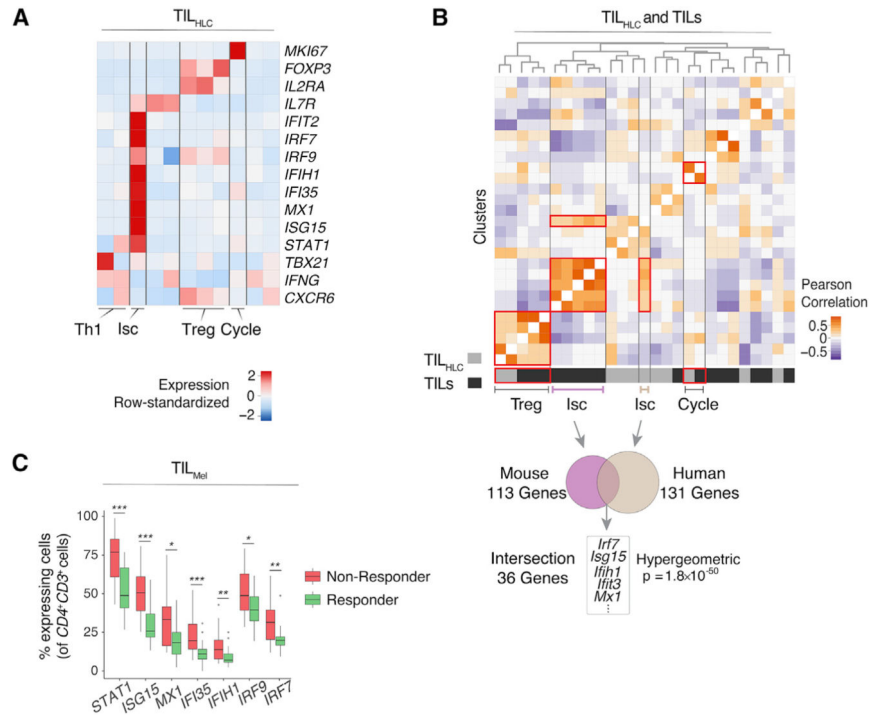 A
TIL_HLC
MKI67
FOXP3
IL2RA
IL7R
IFIT2
IRF7
IRF9
IFIH1
IFI35
MX1
ISG15
STAT1
TBX21
IFNG
CXCR6
Th1 Isc Treg Cycle
Expression
Row-standardized
2
0
−2
B
TIL_HLC and TILs
Clusters
Pearson
Correlation
0.5
0
−0.5
TIL_HLC
TILs
Treg Isc Isc Cycle
Mouse
113 Genes
Human
131 Genes
Intersection
36 Genes
Irf7
Isg15
Ifih1
Ifit3
Mx1
⋮
Hypergeometric
p = 1.8×10^-50
C
TIL_Mel
% expressing cells
(of CD4+CD3+ cells)
100
75
50
25
0
*** *** * *** ** * **
STAT1 ISG15 MX1 IFI35 IFIH1 IRF9 IRF7
Non-Responder
Responder